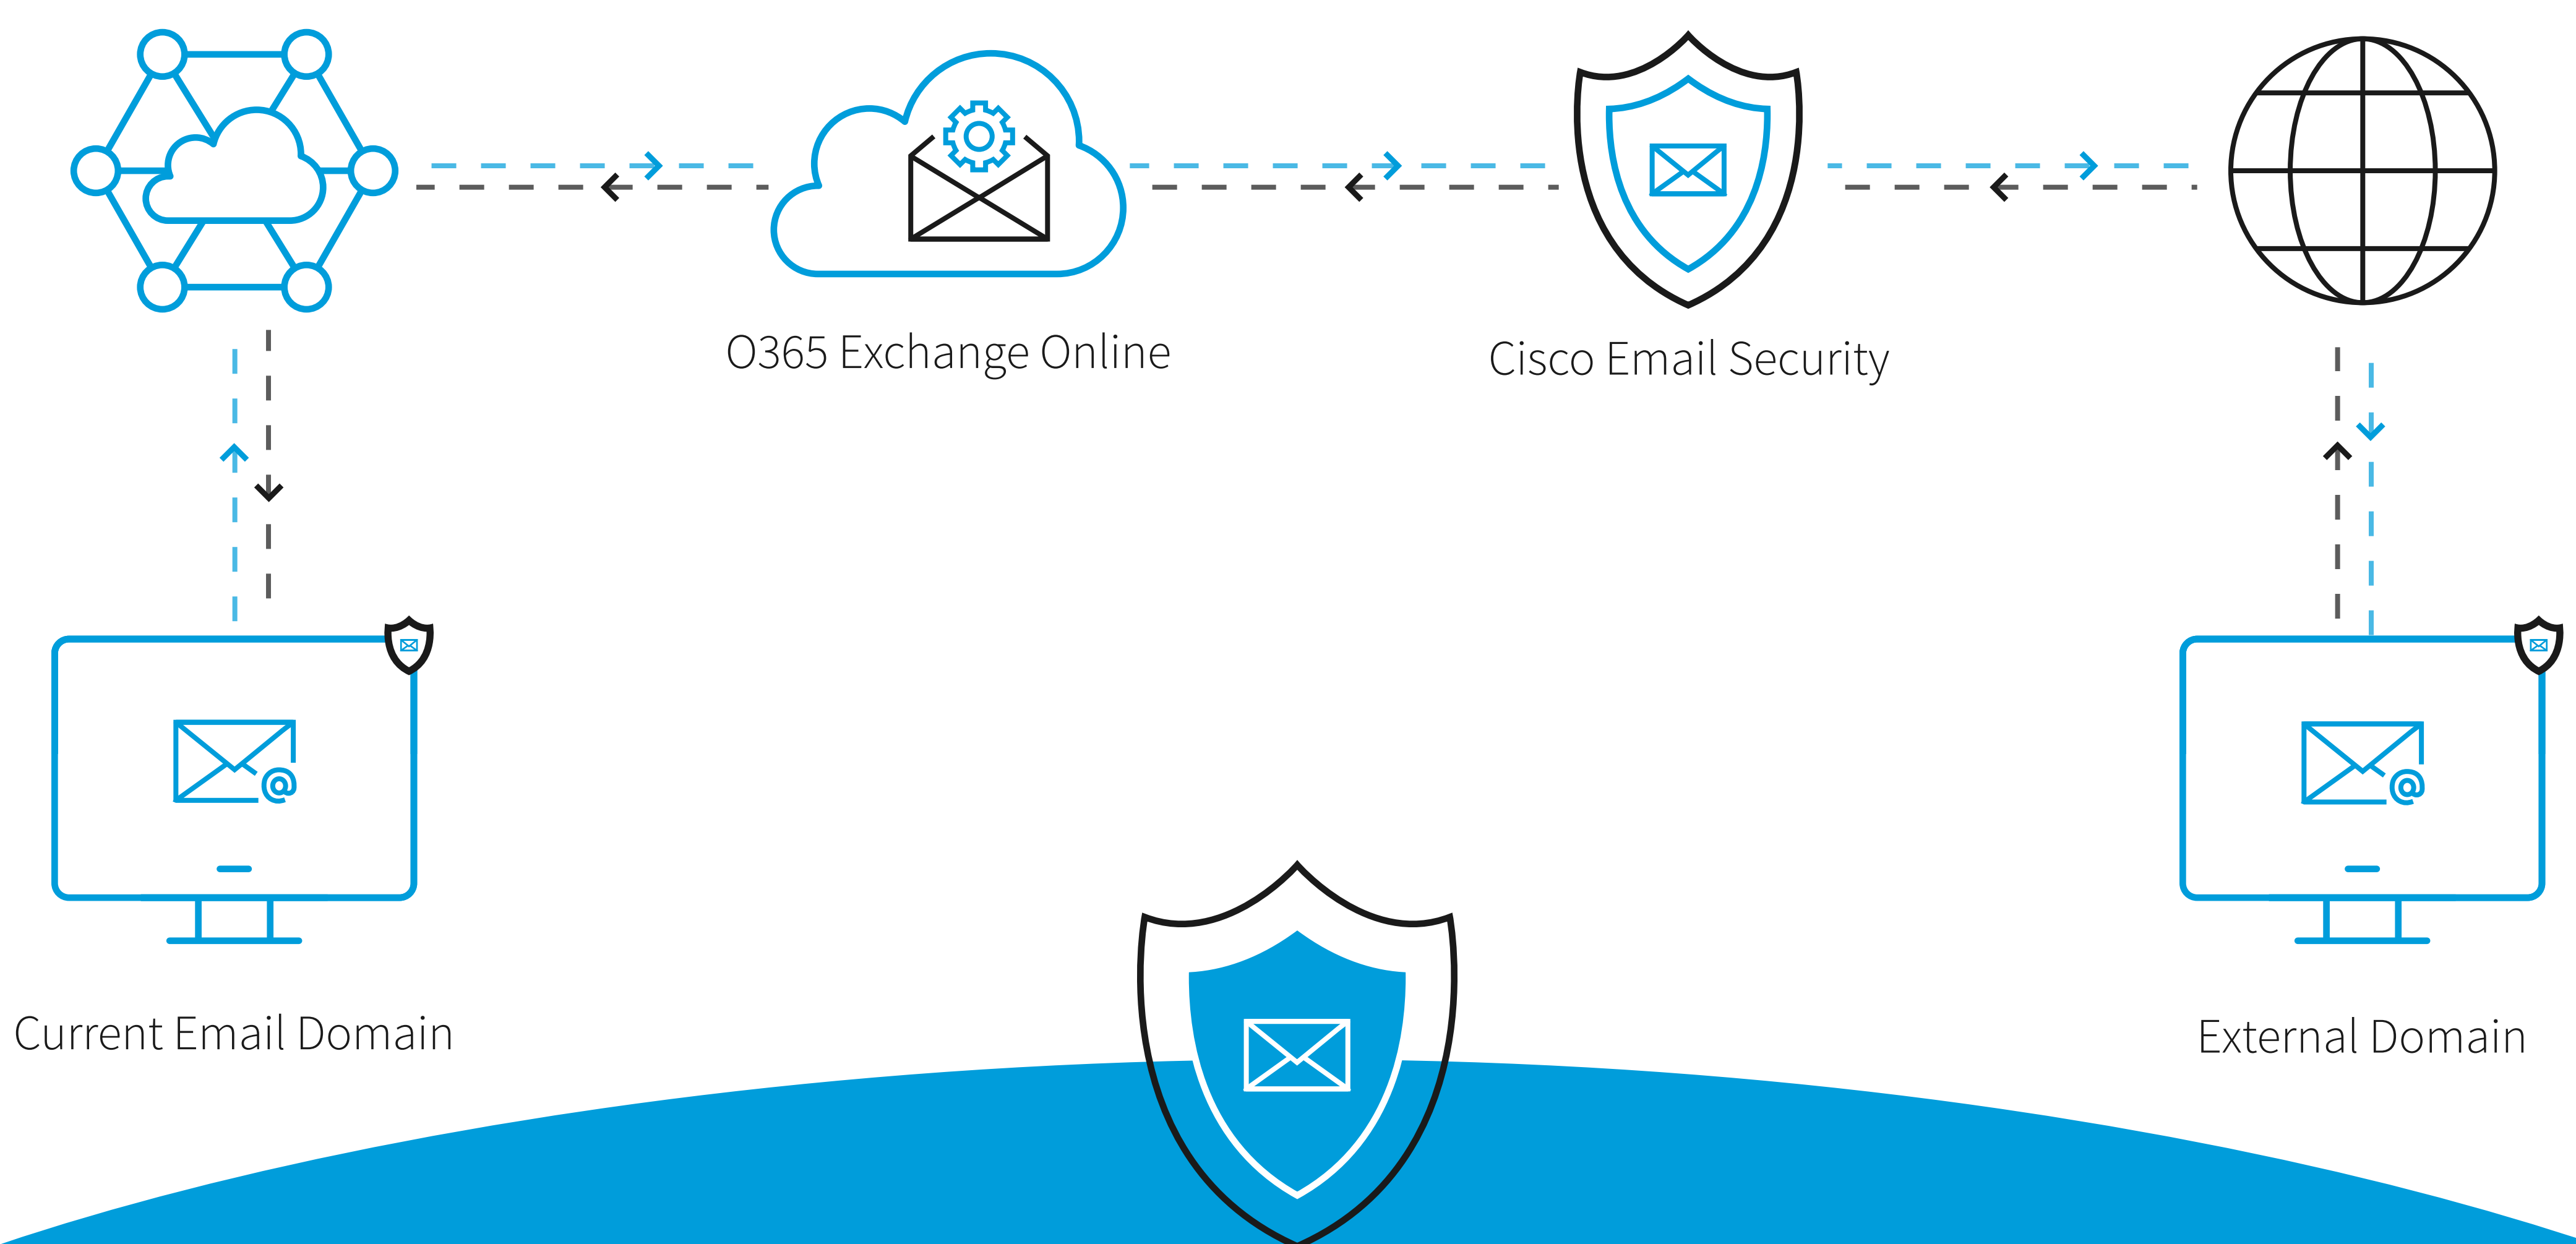 O365 Exchange Online
Cisco Email Security
@
@
Current Email Domain
External Domain